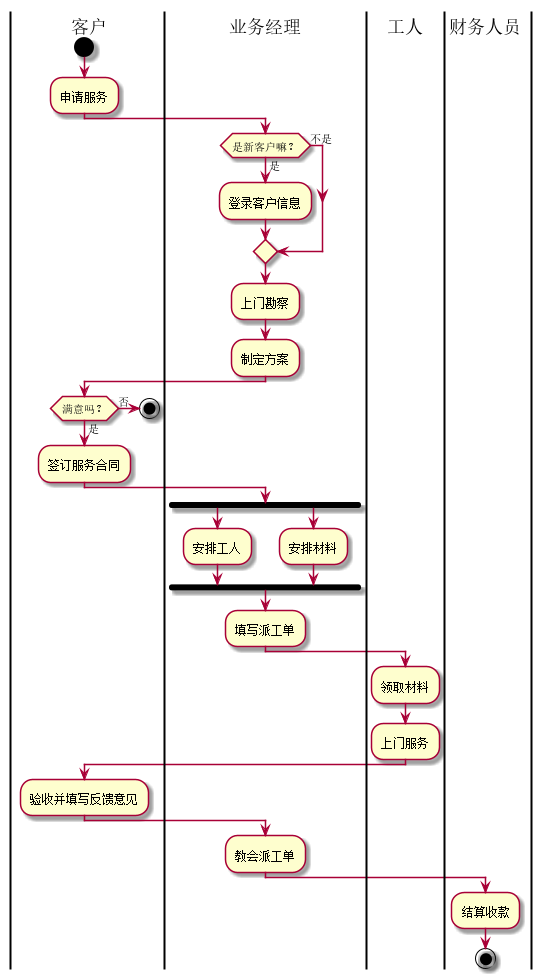 客户
业务经理
工人
财务人员
申请服务
是新客户嘛？
不是
是
登录客户信息
上门勘察
制定方案
满意吗？
否
是
签订服务合同
安排工人
安排材料
填写派工单
领取材料
上门服务
验收并填写反馈意见
教会派工单
结算收款